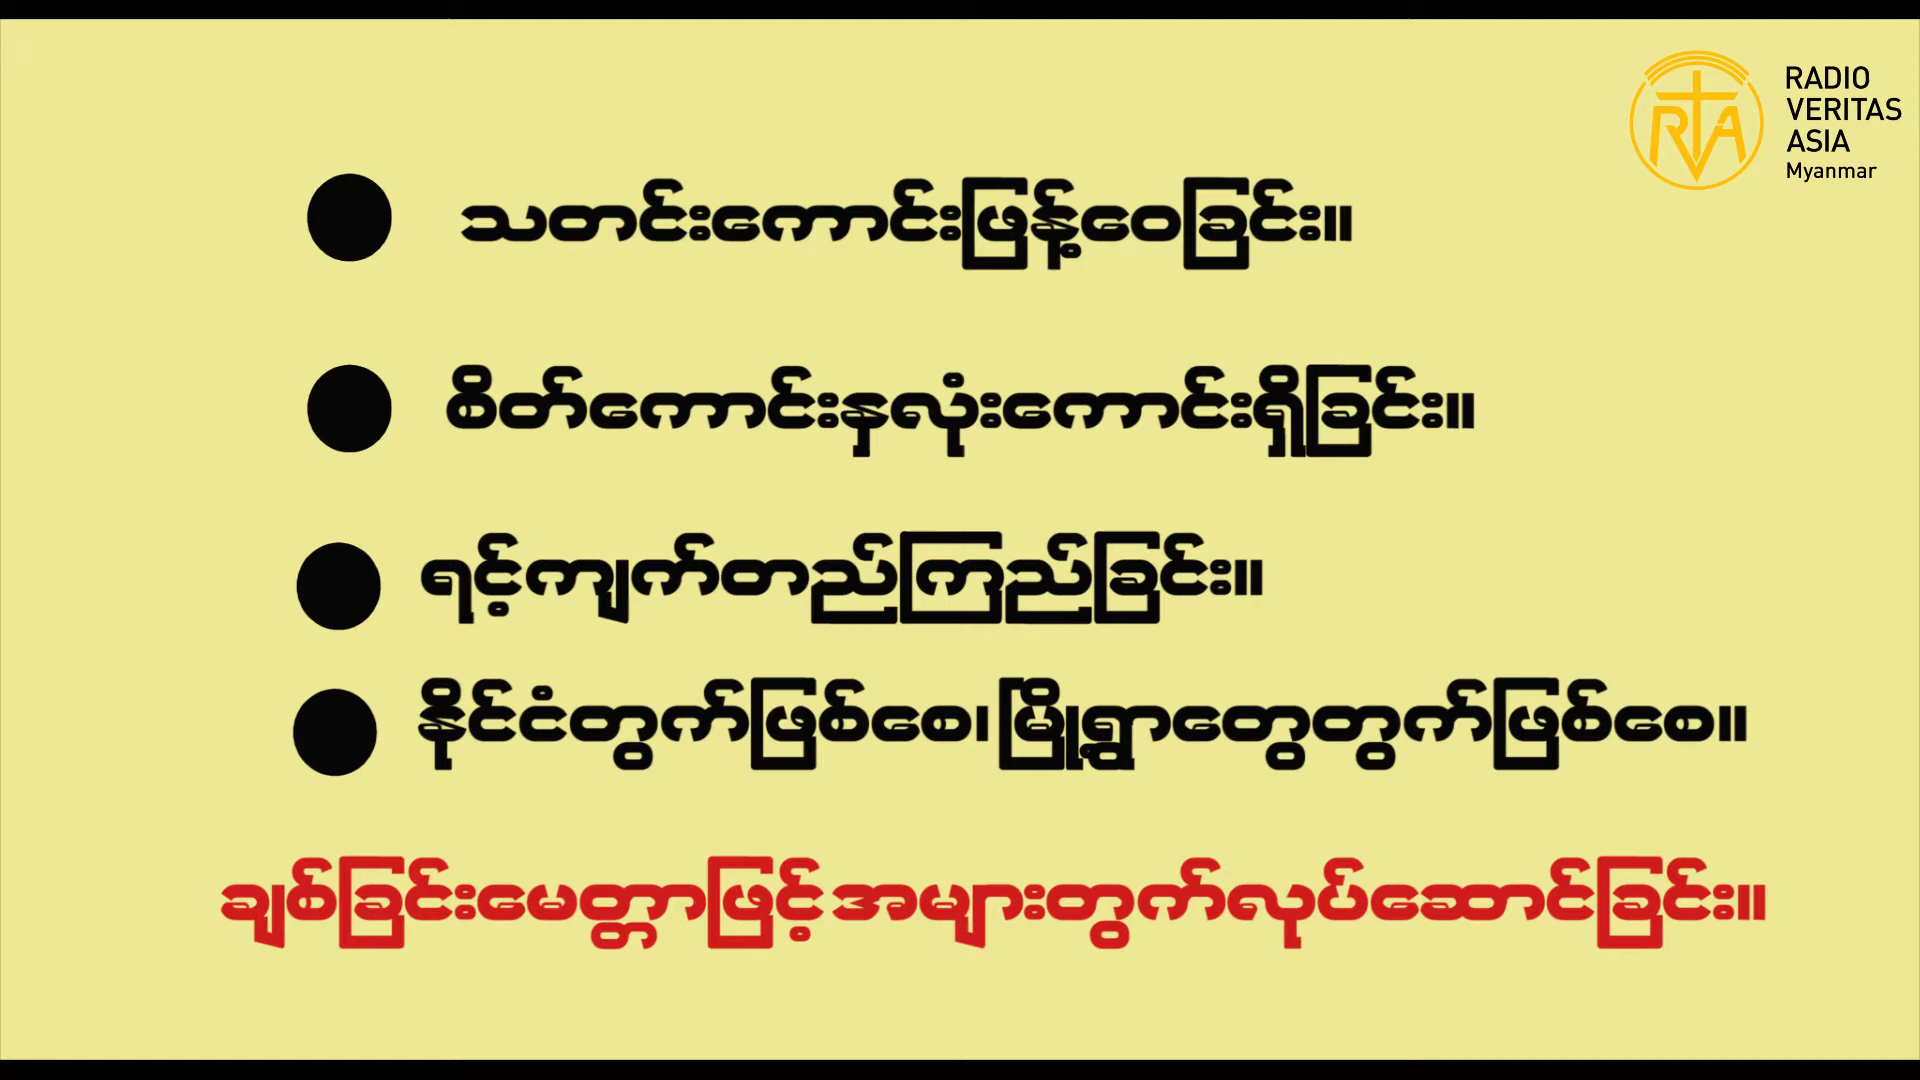 RADIO
VERITAS
ASIA
Myanmar
RVA
သတင်းကောင်းဖြန့်ဝေခြင်း။
စိတ်ကောင်းနှလုံးကောင်းရှိခြင်း။
ရင့်ကျက်တည်ကြည်ခြင်း။
နိုင်ငံတွက်ဖြစ်စေ၊ မြို့ရွာတွေတွက်ဖြစ်စေ။
ချစ်ခြင်းမေတ္တာဖြင့် အများတွက်လုပ်ဆောင်ခြင်း။